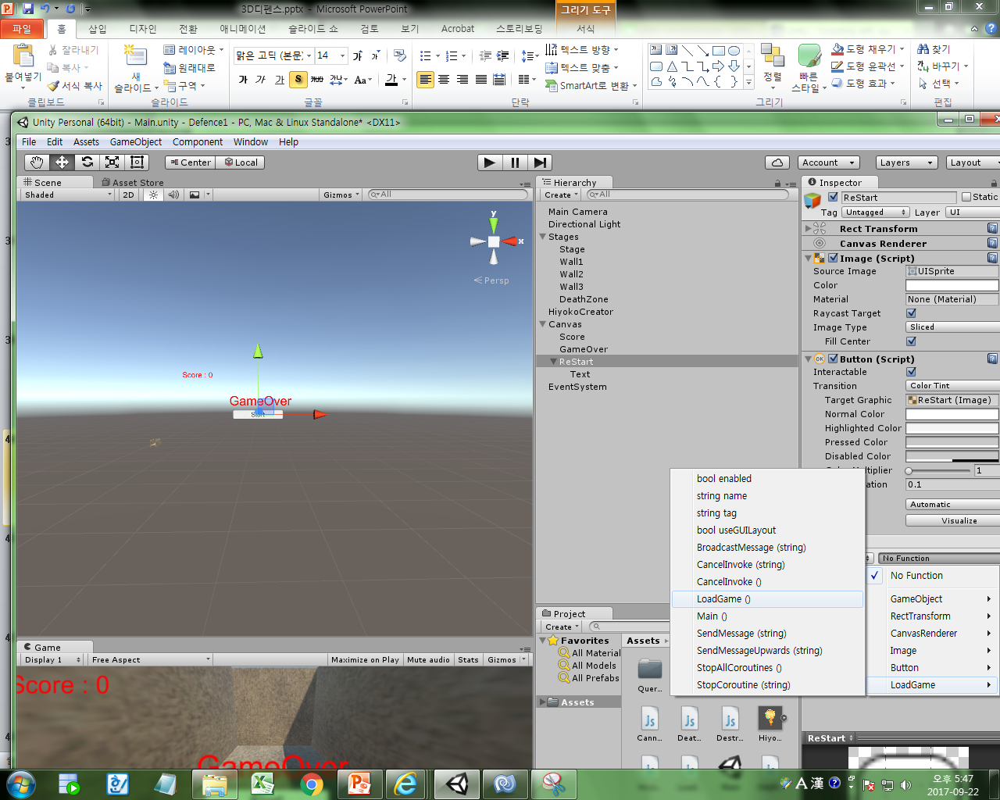 3D디펜스.pptx - Microsoft PowerPoint
그리기 도구
파일 홈 삽입 디자인 전환 애니메이션 슬라이드 쇼 검토 보기 Acrobat 스토리보딩 서식
붙여넣기 잘라내기 복사 서식 복사 클립보드
새 슬라이드 레이아웃 원래대로 구역 슬라이드
맑은 고딕 (본문) 14 가 가
가 가 가 S 가가가 가 Aa 가 글꼴
텍스트 방향 텍스트 맞춤 SmartArt로 변환 단락
정렬 빠른 스타일 도형 채우기 도형 윤곽선 도형 효과 그리기
찾기 바꾸기 선택 편집
Unity Personal (64bit) - Main.unity - Defence1 - PC, Mac & Linux Standalone* <DX11>
File Edit Assets GameObject Component Window Help
Center Local Account Layers Layout
Scene Asset Store
Shaded 2D Gizmos All
y
x
Persp
Score : 0
GameOver
Start
Hierarchy
Create All
Main Camera
Directional Light
Stages
Stage
Wall1
Wall2
Wall3
DeathZone
HiyokoCreator
Canvas
Score
GameOver
ReStart
Text
EventSystem
Inspector
ReStart Static
Tag Untagged Layer UI
Rect Transform
Canvas Renderer
Image (Script)
Source Image UISprite
Color
Material None (Material)
Raycast Target
Image Type Sliced
Fill Center
Button (Script)
Interactable
Transition Color Tint
Target Graphic ReStart (Image)
Normal Color
Highlighted Color
Pressed Color
Disabled Color
1
0.1
Automatic
Visualize
No Function
No Function
GameObject
RectTransform
CanvasRenderer
Image
Button
LoadGame
bool enabled
string name
string tag
bool useGUILayout
BroadcastMessage (string)
CancelInvoke (string)
CancelInvoke ()
LoadGame ()
Main ()
SendMessage (string)
SendMessageUpwards (string)
StopAllCoroutines ()
StopCoroutine (string)
Project
Create
Favorites
All Material
All Models
All Prefabs
Assets
Assets
Quer...
Cann... Deat... Destr... Hiyo...
ReStart
Game
Display 1 Free Aspect Maximize on Play Mute audio Stats Gizmos
Score : 0
GameOver
A 漢
오후 5:47
2017-09-22